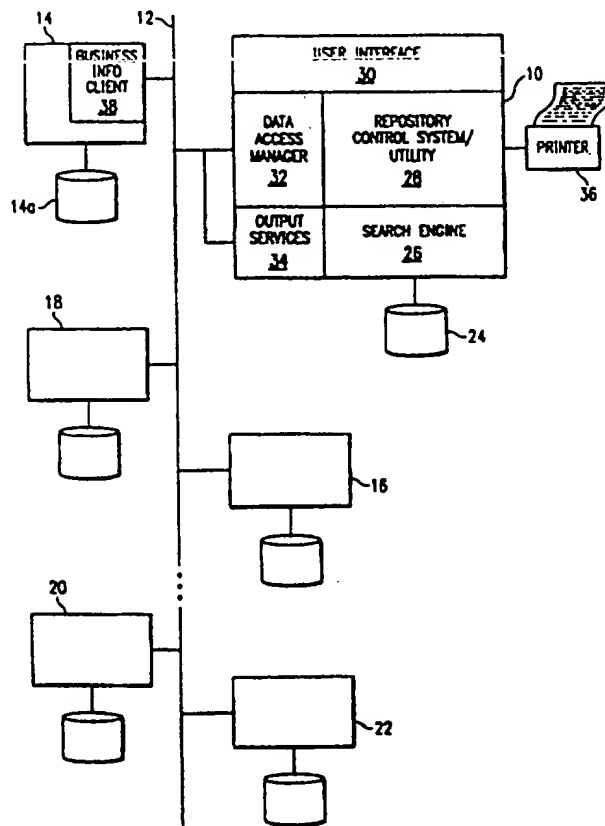 14
12
BUSINESS
INFO
CLIENT
38
14a
USER INTERFACE
30
10
DATA
ACCESS
MANAGER
32
REPOSITORY
CONTROL SYSTEM/
UTILITY
28
PRINTER
36
OUTPUT
SERVICES
34
SEARCH ENGINE
26
24
18
16
20
22